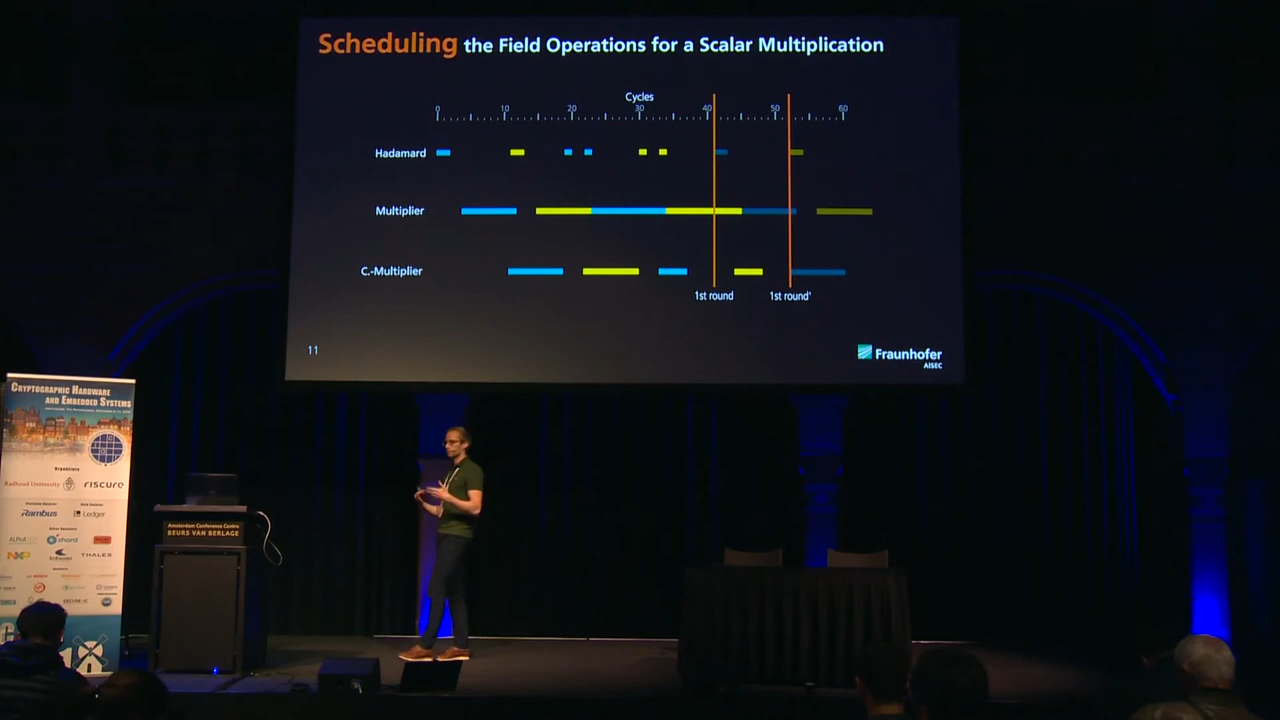 Scheduling the Field Operations for a Scalar Multiplication
Cycles
0 10 20 30 40 50 60
Hadamard
Multiplier
C.-Multiplier
1st round 1st round'
11
Fraunhofer
AISEC
CRYPTOGRAPHIC HARDWARE
AND EMBEDDED SYSTEMS
Organizers
Radboud University
riscure
Rambus
Ledger
NXP
THALES
Amsterdam Conference Centre
BEURS VAN BERLAGE